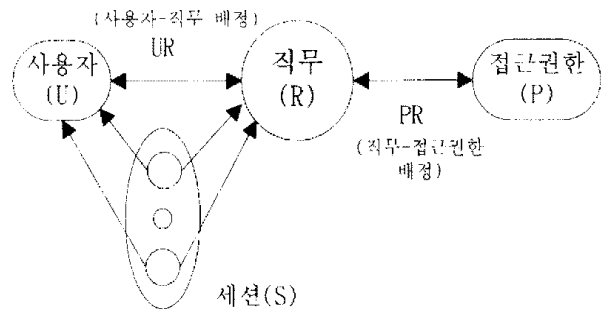 (사용자-직무 배정)
UR
사용자
(U)
직무
(R)
접근권한
(P)
PR
(직무-접근권한
배정)
세션(S)